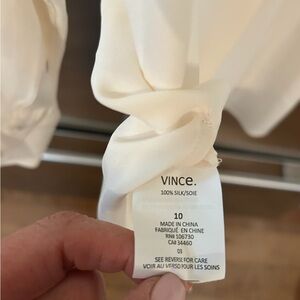 VINCE.
100% SILK/SOIE
10
MADE IN CHINA
FABRIQUÉ EN CHINE
RN# 106730
CA# 34460
01
SEE REVERSE FOR CARE
VOIR AU VERSO POUR LES SOINS